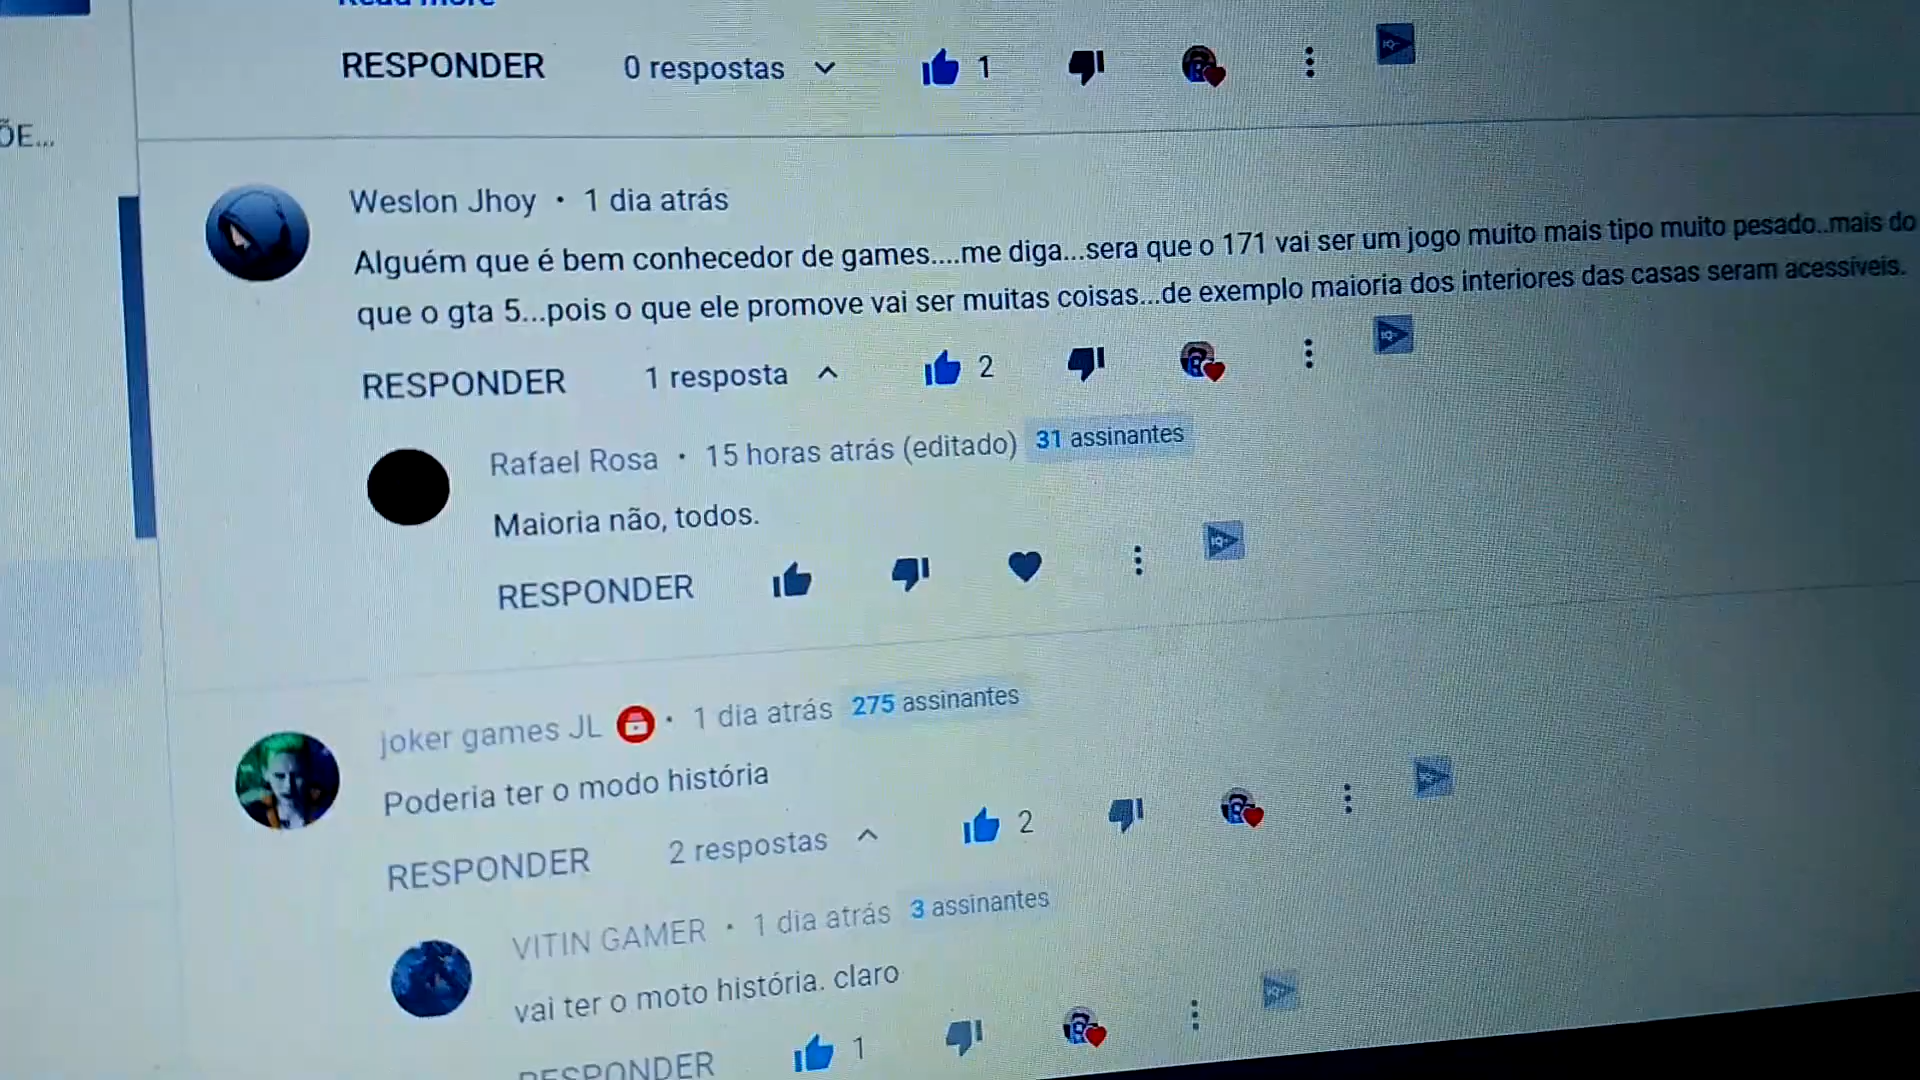 Read more
RESPONDER 0 respostas 1
ÕE...
Weslon Jhoy · 1 dia atrás
Alguém que é bem conhecedor de games....me diga...sera que o 171 vai ser um jogo muito mais tipo muito pesado..mais do
que o gta 5...pois o que ele promove vai ser muitas coisas...de exemplo maioria dos interiores das casas seram acessíveis.
RESPONDER 1 resposta 2
Rafael Rosa · 15 horas atrás (editado) 31 assinantes
Maioria não, todos.
RESPONDER
joker games JL · 1 dia atrás 275 assinantes
Poderia ter o modo história
RESPONDER 2 respostas 2
VITIN GAMER · 1 dia atrás 3 assinantes
vai ter o moto história. claro
RESPONDER 1